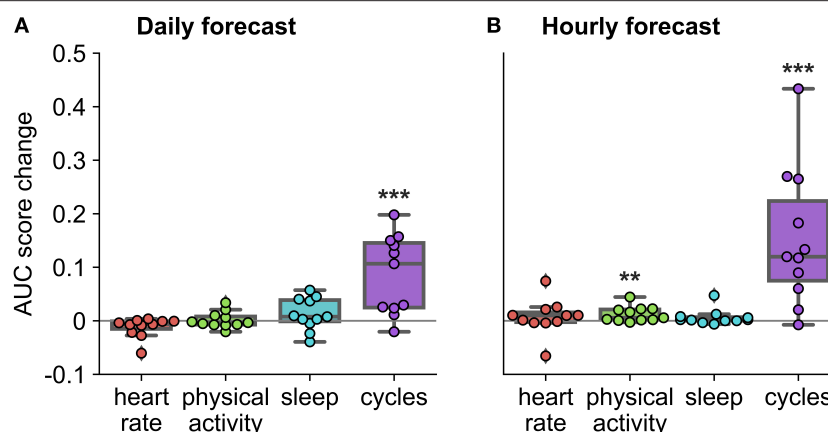 A Daily forecast
B Hourly forecast
AUC score change
0.5
0.4
0.3
0.2
0.1
0
-0.1
***
**
***
heart rate
physical activity
sleep
cycles
heart rate
physical activity
sleep
cycles